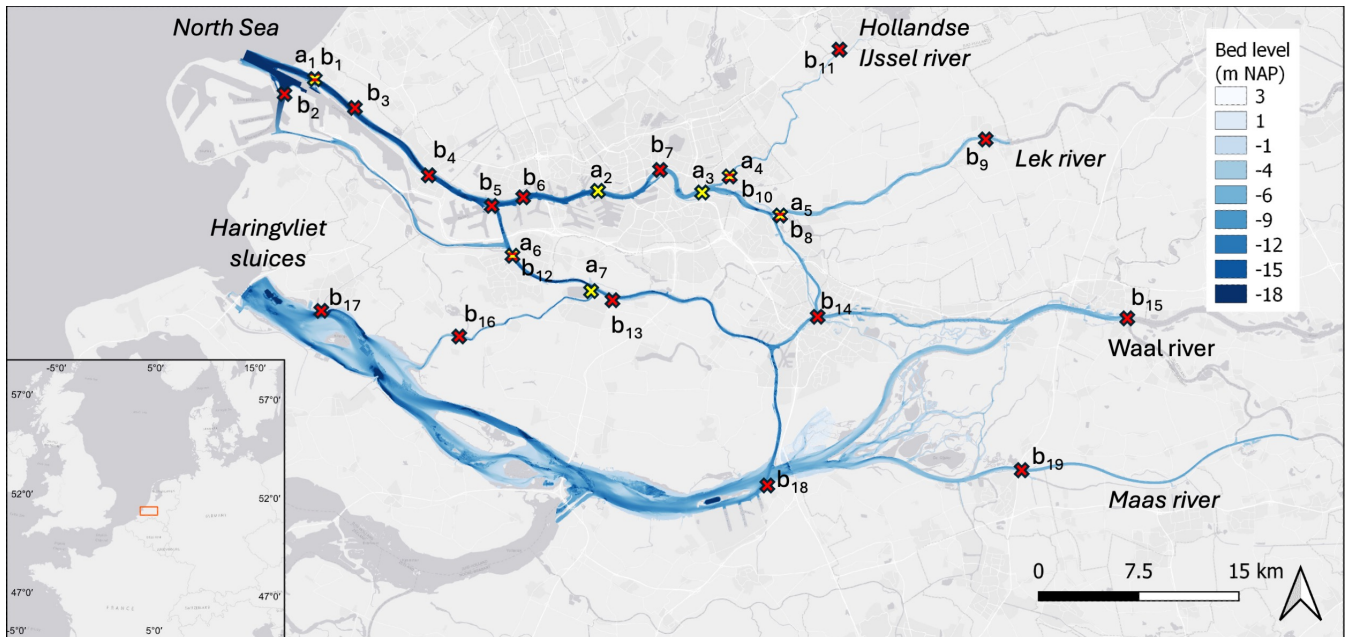 North Sea
Hollandse
IJssel river
Bed level
(m NAP)
3
1
-1
-4
-6
-9
-12
-15
-18
a1 b1
b2
b3
b4
b5
b6
a2
b7
a3
a4
b10
b11
a5
b8
b9
Lek river
Haringvliet
sluices
a6
b12
a7
b13
b14
b15
Waal river
b16
b17
b18
b19
Maas river
0 7.5 15 km
-5°0' 5°0' 15°0'
57°0' 57°0'
52°0' 52°0'
47°0' 47°0'
FRANCE
-5°0' 5°0'